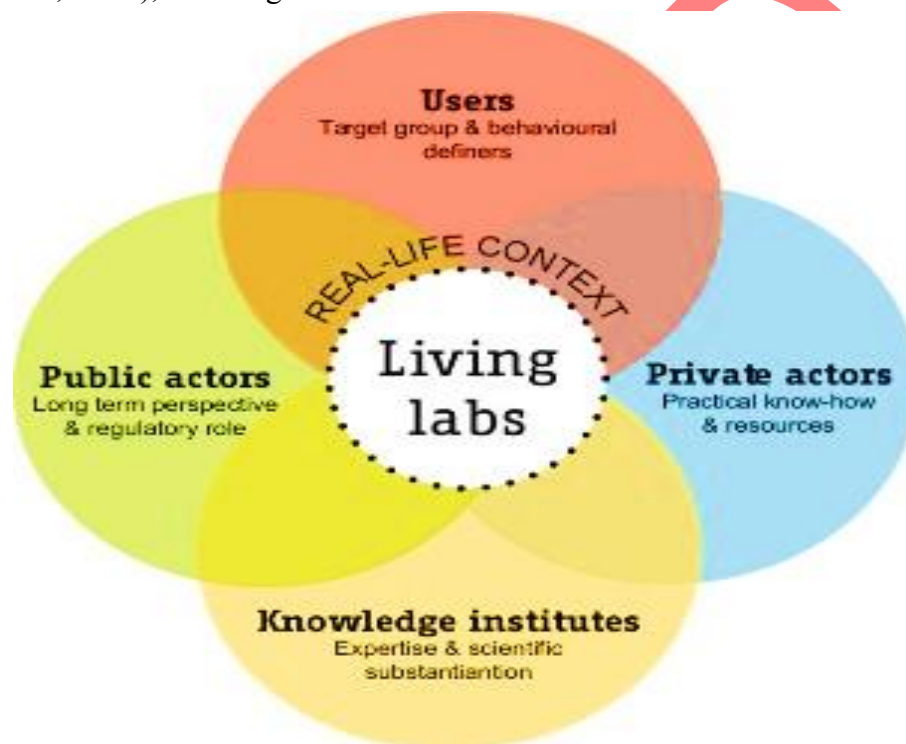 Users
Target group & behavioural
definers
REAL-LIFE CONTEXT
Living
labs
Public actors
Long term perspective
& regulatory role
Private actors
Practical know-how
& resources
Knowledge institutes
Expertise & scientific
substantiantion